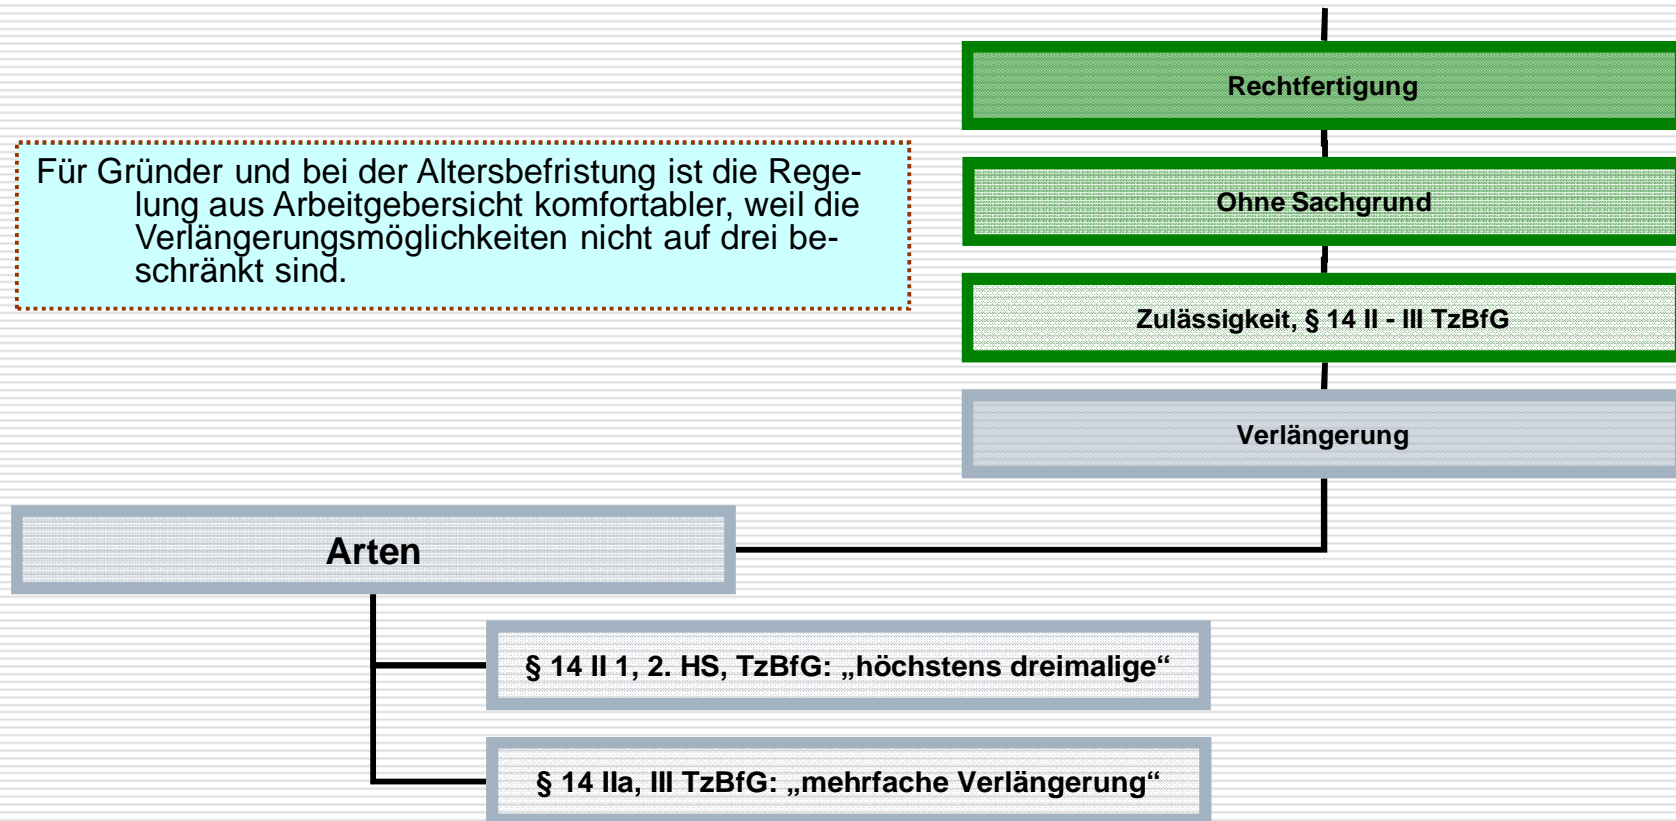 Rechtfertigung
Für Gründer und bei der Altersbefristung ist die Rege-
lung aus Arbeitgebersicht komfortabler, weil die
Verlängerungsmöglichkeiten nicht auf drei be-
schränkt sind.
Ohne Sachgrund
Zulässigkeit, § 14 II - III TzBfG
Verlängerung
Arten
§ 14 II 1, 2. HS, TzBfG: „höchstens dreimalige“
§ 14 IIa, III TzBfG: „mehrfache Verlängerung“